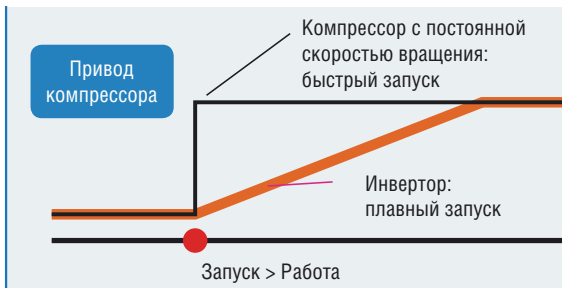 Привод
компрессора
Компрессор с постоянной
скоростью вращения:
быстрый запуск
Инвертор:
плавный запуск
Запуск > Работа